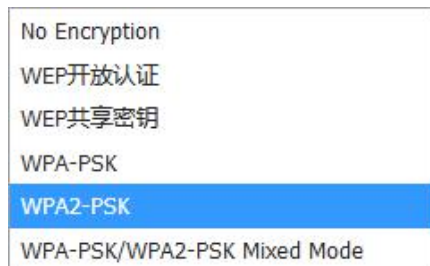 No Encryption
WEP开放认证
WEP共享密钥
WPA-PSK
WPA2-PSK
WPA-PSK/WPA2-PSK Mixed Mode